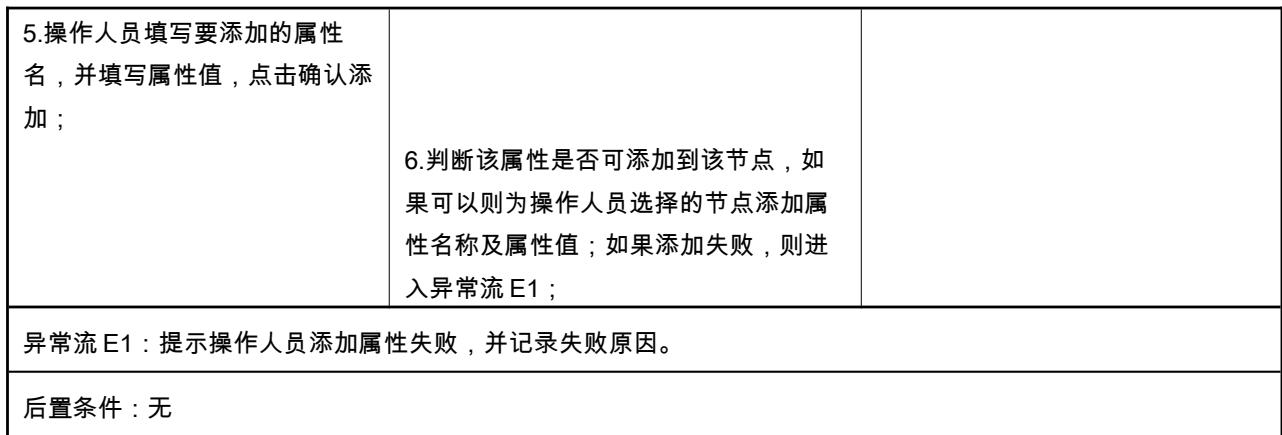 5.操作人员填写要添加的属性
名，并填写属性值，点击确认添
加；
6.判断该属性是否可添加到该节点，如
果可以则为操作人员选择的节点添加属
性名称及属性值；如果添加失败，则进
入异常流 E1；
异常流 E1：提示操作人员添加属性失败，并记录失败原因。
后置条件：无